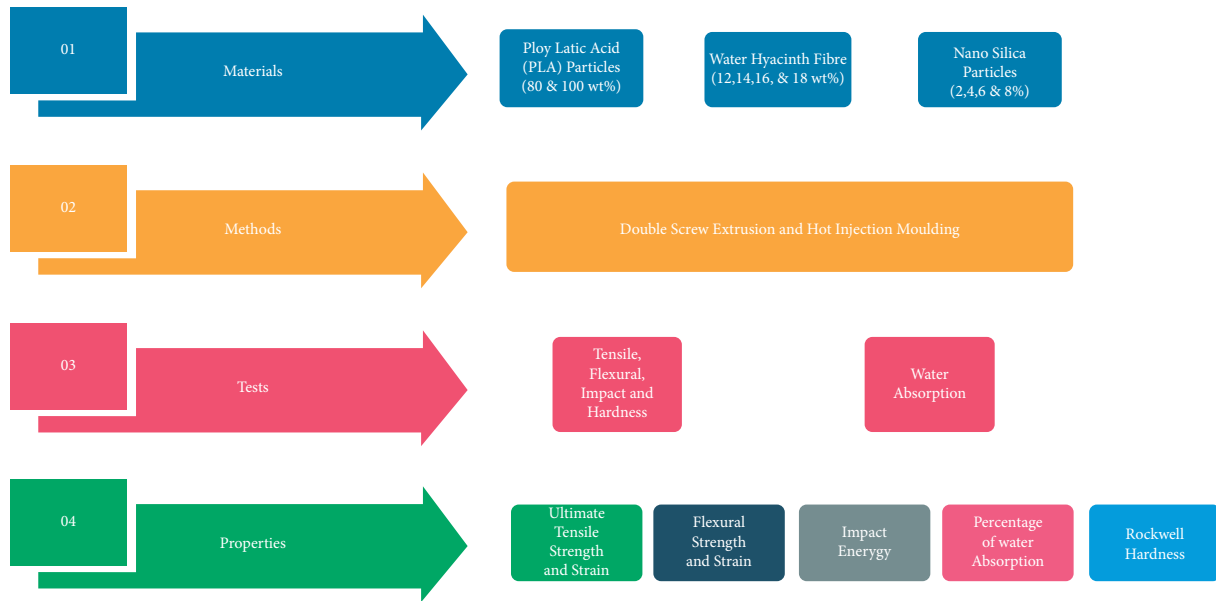 01
Materials
Ploy Latic Acid
(PLA) Particles
(80 & 100 wt%)
Water Hyacinth Fibre
(12,14,16, & 18 wt%)
Nano Silica
Particles
(2,4,6 & 8%)
02
Methods
Double Screw Extrusion and Hot Injection Moulding
03
Tests
Tensile,
Flexural,
Impact and
Hardness
Water
Absorption
04
Properties
Ultimate
Tensile
Strength
and Strain
Flexural
Strength
and Strain
Impact
Enerygy
Percentage
of water
Absorption
Rockwell
Hardness